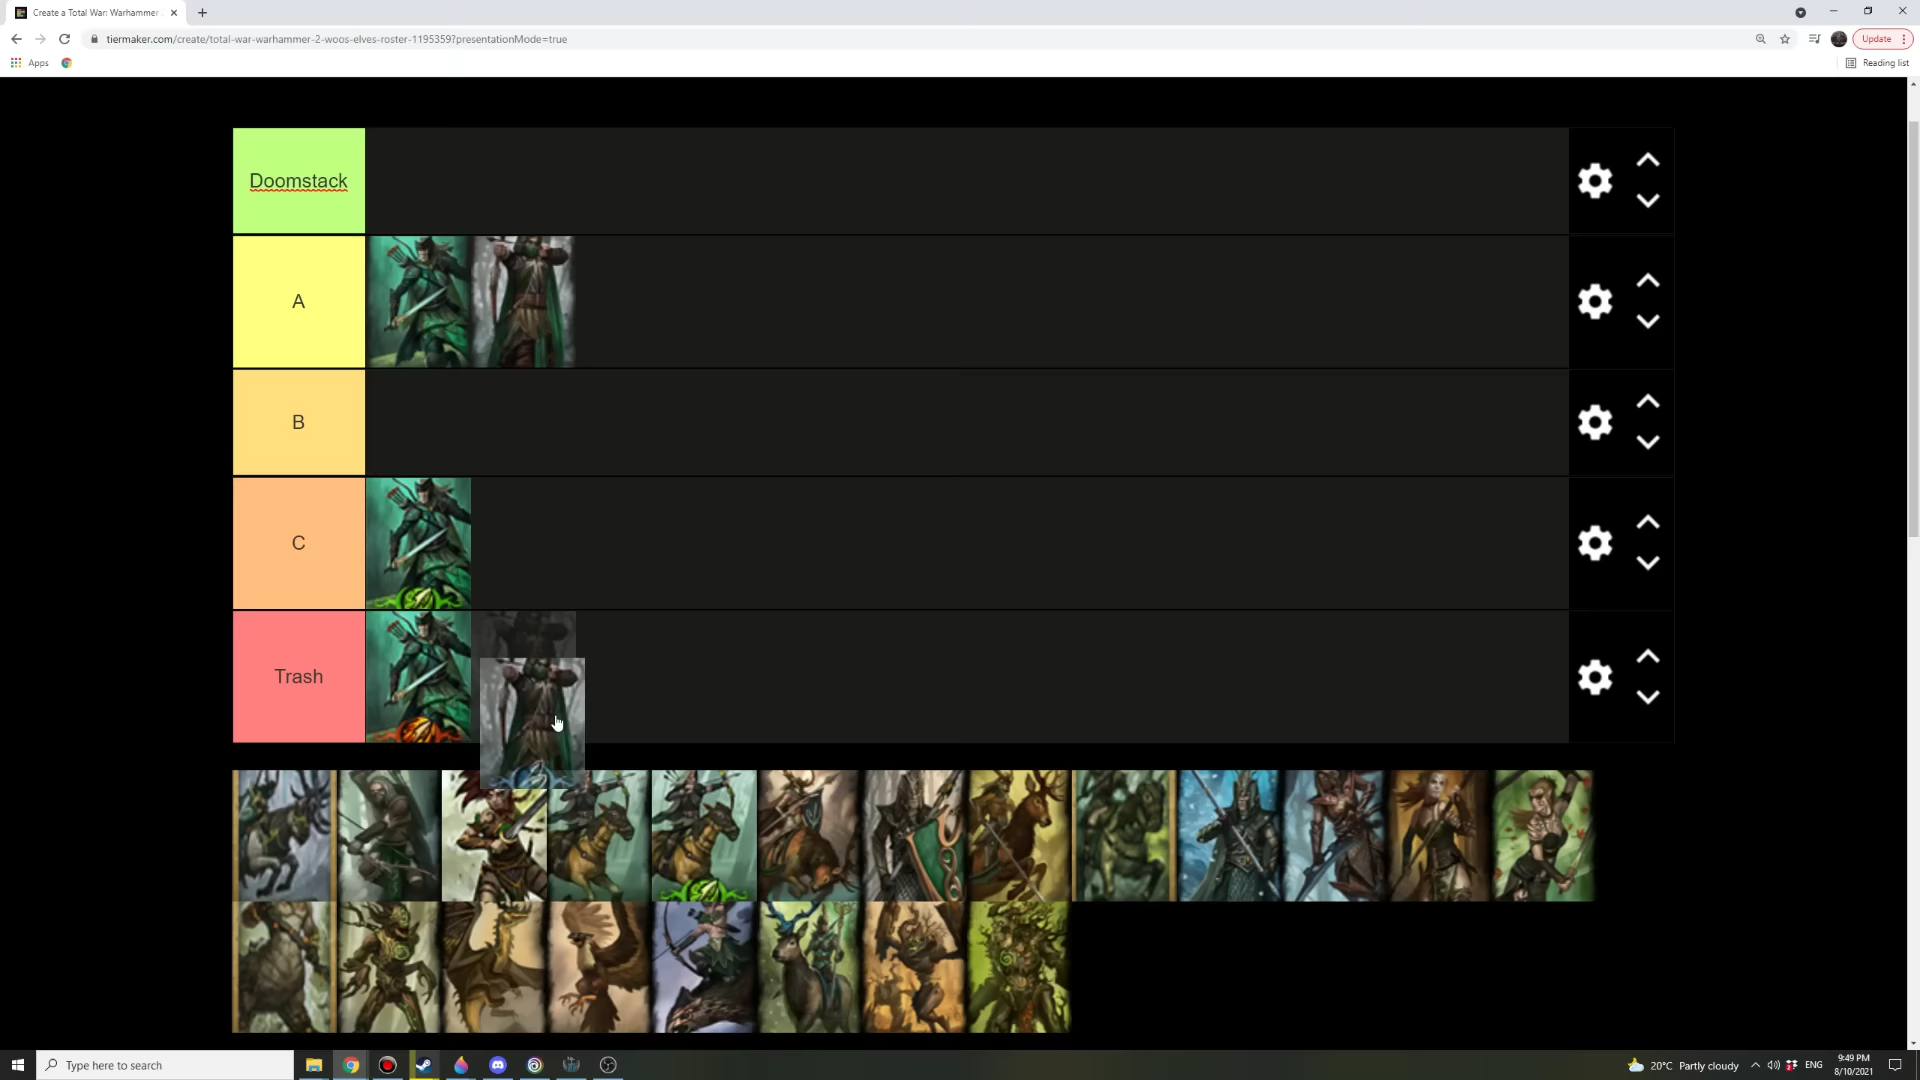 Create a Total War: Warhammer
tiermaker.com/create/total-war-warhammer-2-woos-elves-roster-1195359?presentationMode=true
Update
Apps
Reading list
Doomstack
A
B
C
Trash
Type here to search
20°C Partly cloudy
ENG
9:49 PM
8/10/2021